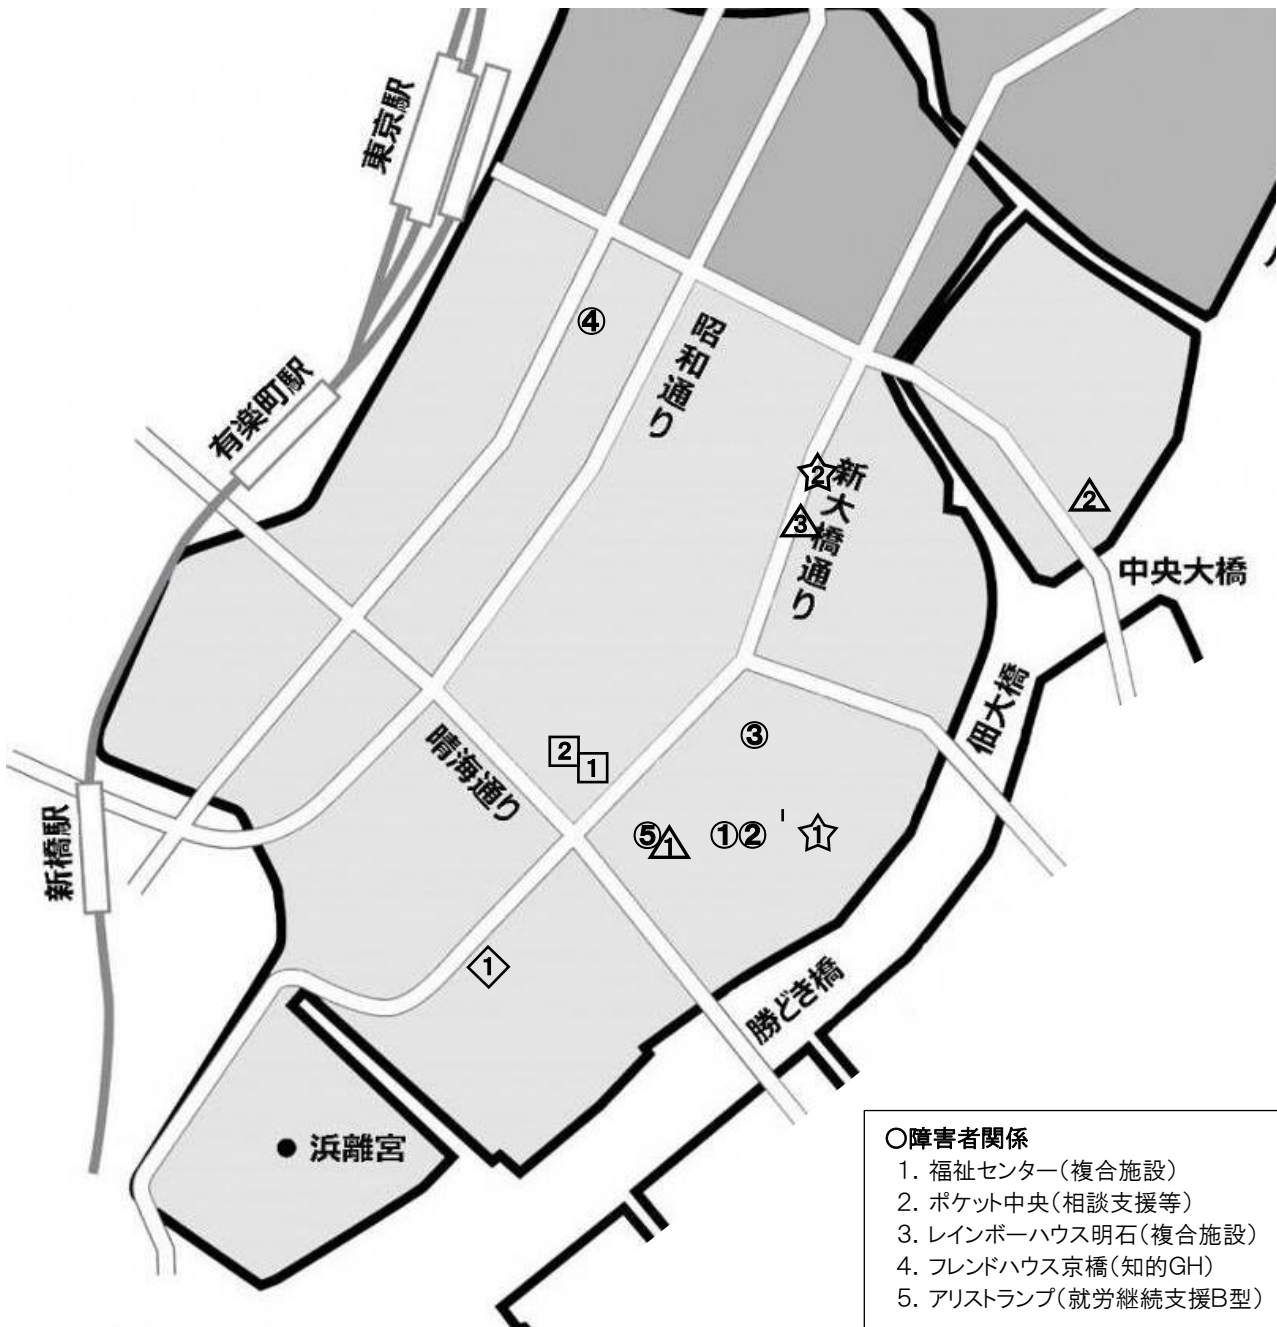 東京駅
④
昭和通り
有楽町駅
2
新大橋通り
3
2
中央大橋
佃大橋
③
晴海通り
2
1
⑤
1
①②
1
新橋駅
1
勝どき橋
浜離宮
○障害者関係
1. 福祉センター(複合施設)
2. ポケット中央(相談支援等)
3. レインボーハウス明石(複合施設)
4. フレンドハウス京橋(知的GH)
5. アリストランプ(就労継続支援B型)